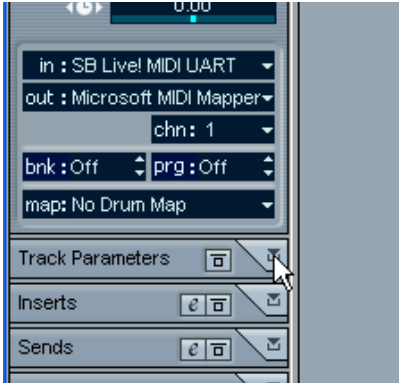 0.00
in : SB Live! MIDI UART
out : Microsoft MIDI Mapper
chn: 1
bnk : Off prg : Off
map: No Drum Map
Track Parameters
Inserts e
Sends e